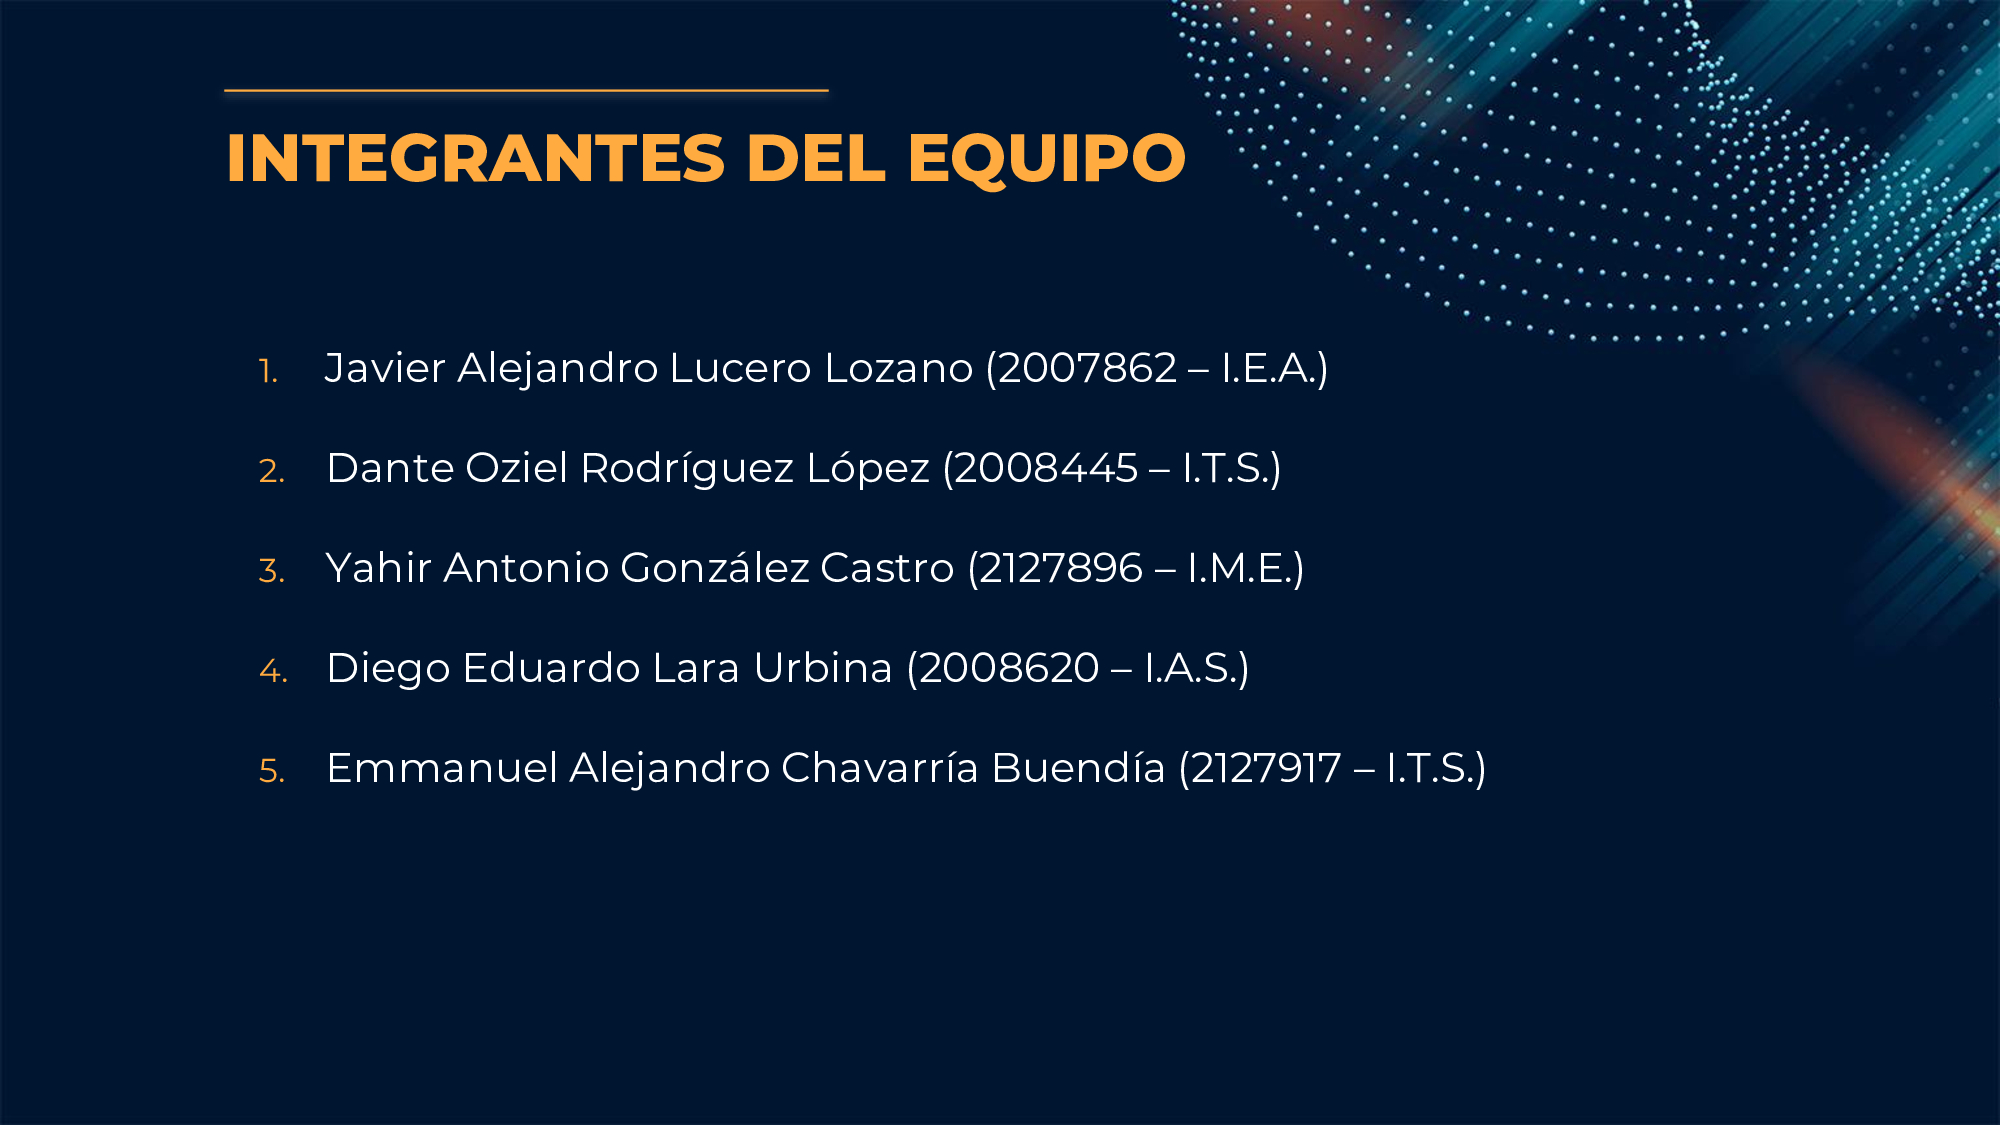 INTEGRANTES DEL EQUIPO
1. Javier Alejandro Lucero Lozano (2007862 – I.E.A.)
2. Dante Oziel Rodríguez López (2008445 – I.T.S.)
3. Yahir Antonio González Castro (2127896 – I.M.E.)
4. Diego Eduardo Lara Urbina (2008620 – I.A.S.)
5. Emmanuel Alejandro Chavarría Buendía (2127917 – I.T.S.)